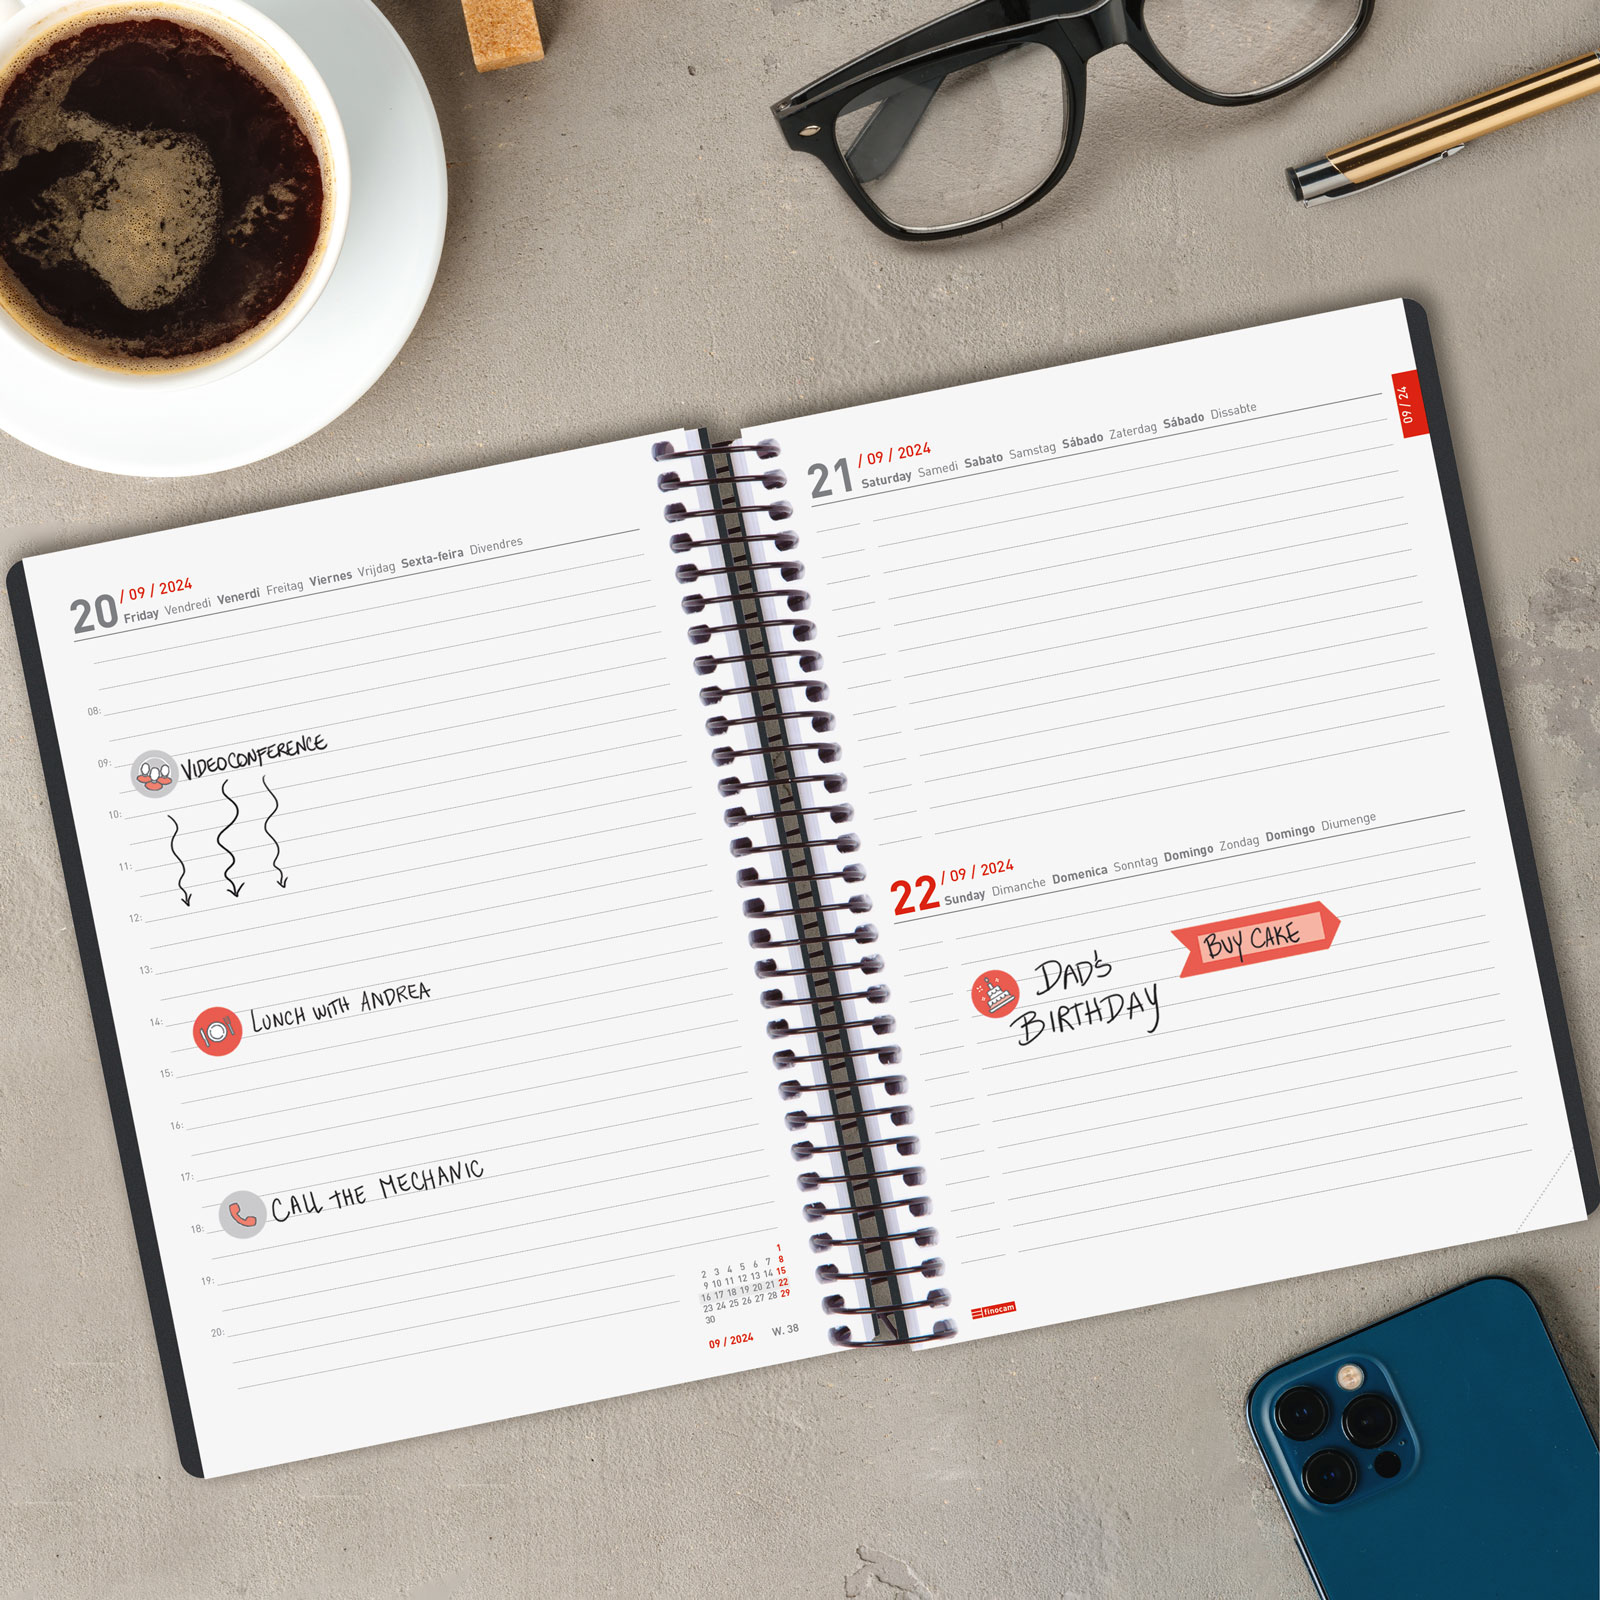 20 / 09 / 2024
Friday Vendredi Venerdi Freitag Viernes Vrijdag Sexta-feira Divendres
08:
09:
VIDEOCONFERENCE
10:
11:
12:
13:
14:
LUNCH WITH ANDREA
15:
16:
17:
CALL THE MECHANIC
18:
19:
20:
1
2 3 4 5 6 7 8
9 10 11 12 13 14 15
16 17 18 19 20 21 22
23 24 25 26 27 28 29
30
09 / 2024 W. 38
09 / 24
21 / 09 / 2024
Saturday Samedi Sabato Samstag Sábado Zaterdag Sábado Dissabte
22 / 09 / 2024
Sunday Dimanche Domenica Sonntag Domingo Zondag Domingo Diumenge
DAD'S
BIRTHDAY
BUY CAKE
finocam